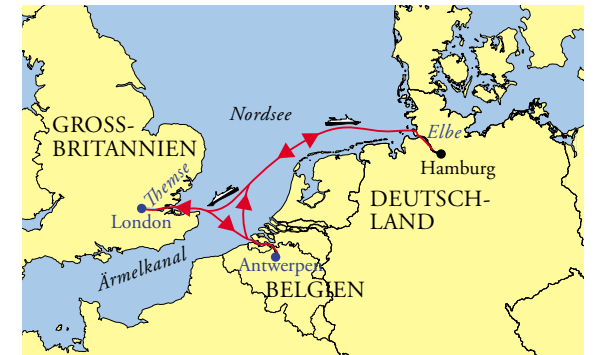 Nordsee
Elbe
GROSS-
BRITANNIEN
Hamburg
Themse
DEUTSCH-
LAND
London
Ärmelkanal
Antwerpen
BELGIEN